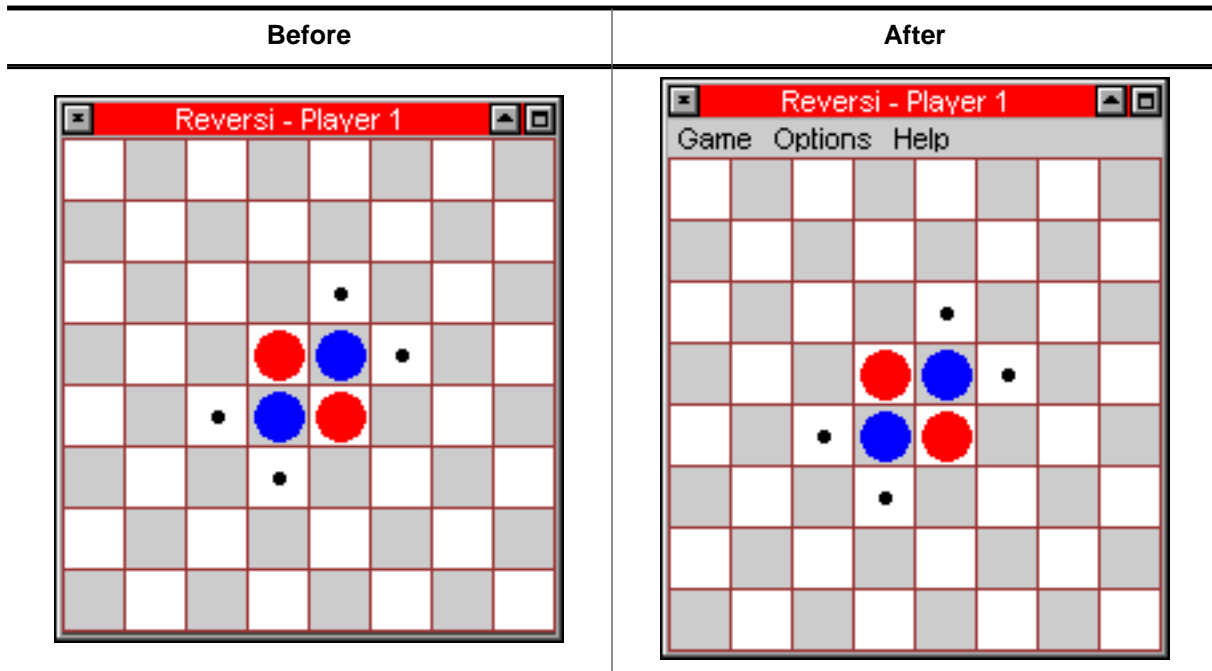 Before
After
Reversi - Player 1
Reversi - Player 1
Game Options Help